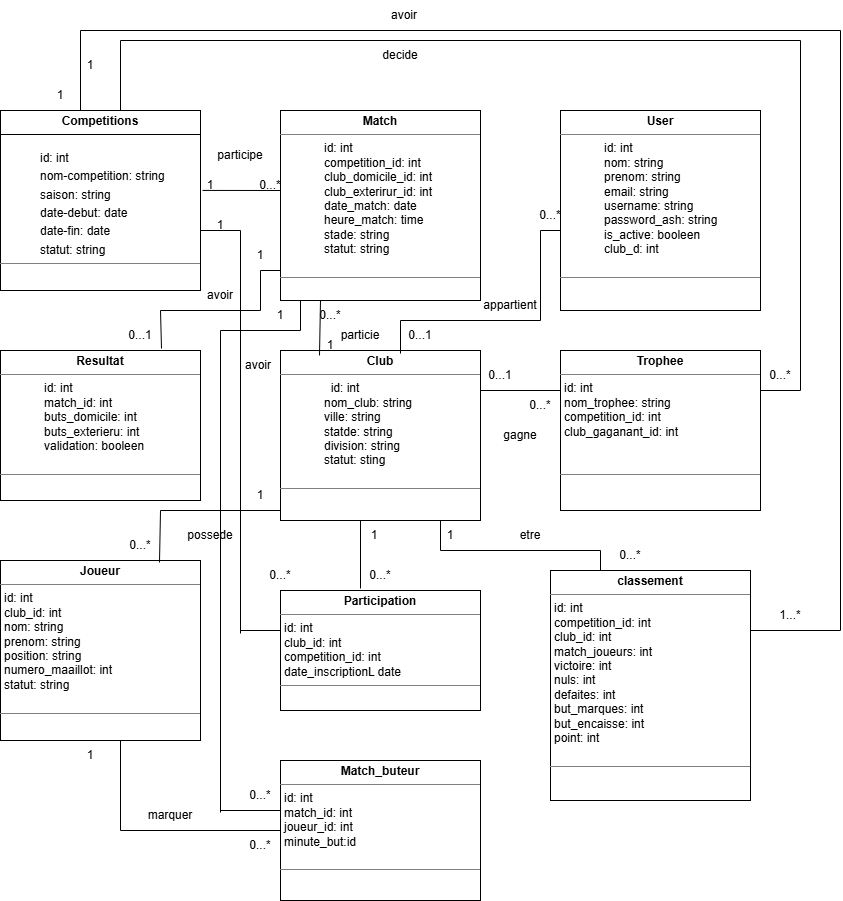 avoir
decide
1
1
Competitions
id: int
nom-competition: string
saison: string
date-debut: date
date-fin: date
statut: string
participe
1
0...*
1
Match
id: int
competition_id: int
club_domicile_id: int
club_exterirur_id: int
date_match: date
heure_match: time
stade: string
statut: string
User
id: int
nom: string
prenom: string
email: string
username: string
password_ash: string
is_active: booleen
club_d: int
0...*
1
avoir
0...1
1
0...*
particie
1
appartient
0...1
avoir
Resultat
id: int
match_id: int
buts_domicile: int
buts_exterieru: int
validation: booleen
Club
id: int
nom_club: string
ville: string
statde: string
division: string
statut: sting
0...1
0...*
gagne
Trophee
id: int
nom_trophee: string
competition_id: int
club_gaganant_id: int
0...*
1
possede
0...*
1
0...*
0...*
1
etre
0...*
Joueur
id: int
club_id: int
nom: string
prenom: string
position: string
numero_maaillot: int
statut: string
Participation
id: int
club_id: int
competition_id: int
date_inscriptionL date
classement
id: int
competition_id: int
club_id: int
match_joueurs: int
victoire: int
nuls: int
defaites: int
but_marques: int
but_encaisse: int
point: int
1...*
1
marquer
0...*
0...*
Match_buteur
id: int
match_id: int
joueur_id: int
minute_but:id